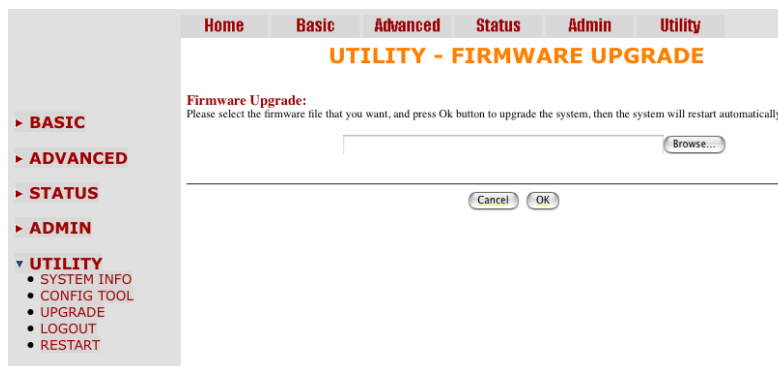 Home Basic Advanced Status Admin Utility
UTILITY - FIRMWARE UPGRADE
Firmware Upgrade:
Please select the firmware file that you want, and press Ok button to upgrade the system, then the system will restart automatically
Browse...
Cancel OK
BASIC
ADVANCED
STATUS
ADMIN
UTILITY
SYSTEM INFO
CONFIG TOOL
UPGRADE
LOGOUT
RESTART